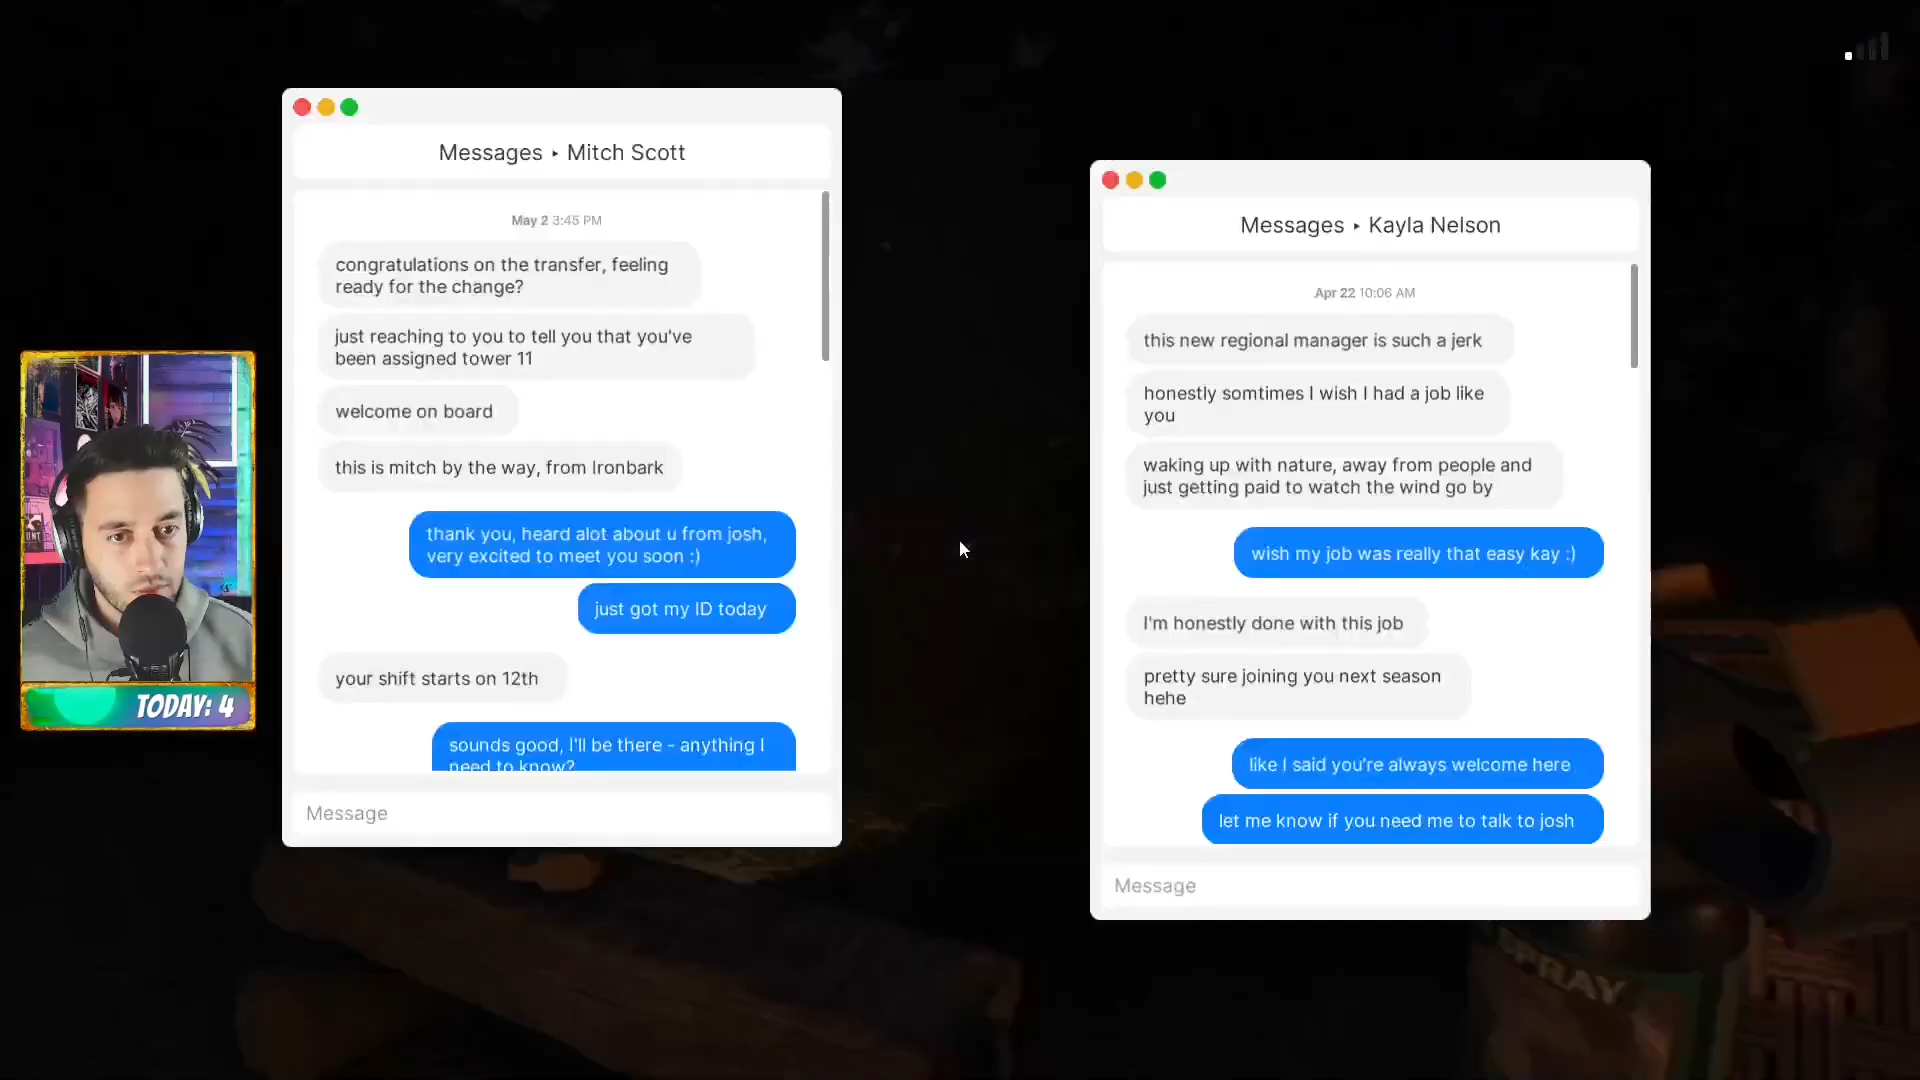 Messages ▸ Mitch Scott
May 2 3:45 PM
congratulations on the transfer, feeling
ready for the change?
just reaching to you to tell you that you've
been assigned tower 11
welcome on board
this is mitch by the way, from Ironbark
thank you, heard alot about u from josh,
very excited to meet you soon :)
just got my ID today
your shift starts on 12th
sounds good, I'll be there - anything I
need to know?
Message
Messages ▸ Kayla Nelson
Apr 22 10:06 AM
this new regional manager is such a jerk
honestly somtimes I wish I had a job like
you
waking up with nature, away from people and
just getting paid to watch the wind go by
wish my job was really that easy kay :)
I'm honestly done with this job
pretty sure joining you next season
hehe
like I said you're always welcome here
let me know if you need me to talk to josh
Message
TODAY: 4
SPRAY